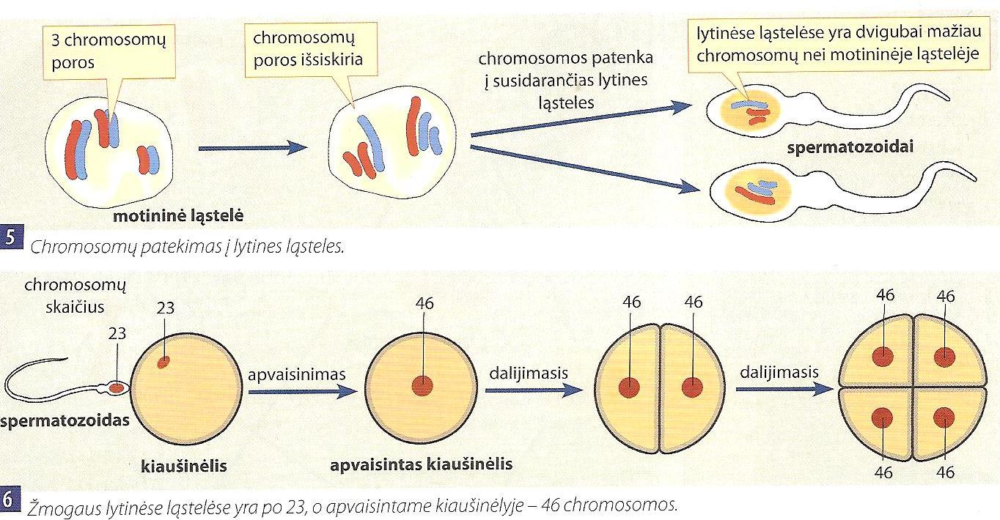 3 chromosomų
poros
chromosomų
poros išsiskiria
chromosomos patenka
į susidarančias lytines
ląsteles
lytinėse ląstelėse yra dvigubai mažiau
chromosomų nei motininėje ląstelėje
spermatozoidai
motininė ląstelė
5 Chromosomų patekimas į lytines ląsteles.
chromosomų
skaičius
23
23
46
46
46
46
46
apvaisinimas
dalijimasis
dalijimasis
spermatozoidas
kiaušinėlis
apvaisintas kiaušinėlis
46
46
6 Žmogaus lytinėse ląstelėse yra po 23, o apvaisintame kiaušinėlyje – 46 chromosomos.